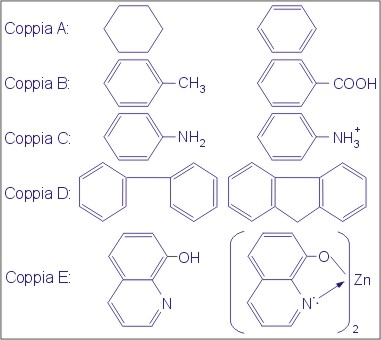 Coppia A:
Coppia B: CH3 COOH
Coppia C: NH2 NH3+
Coppia D:
Coppia E: OH N O N: Zn 2